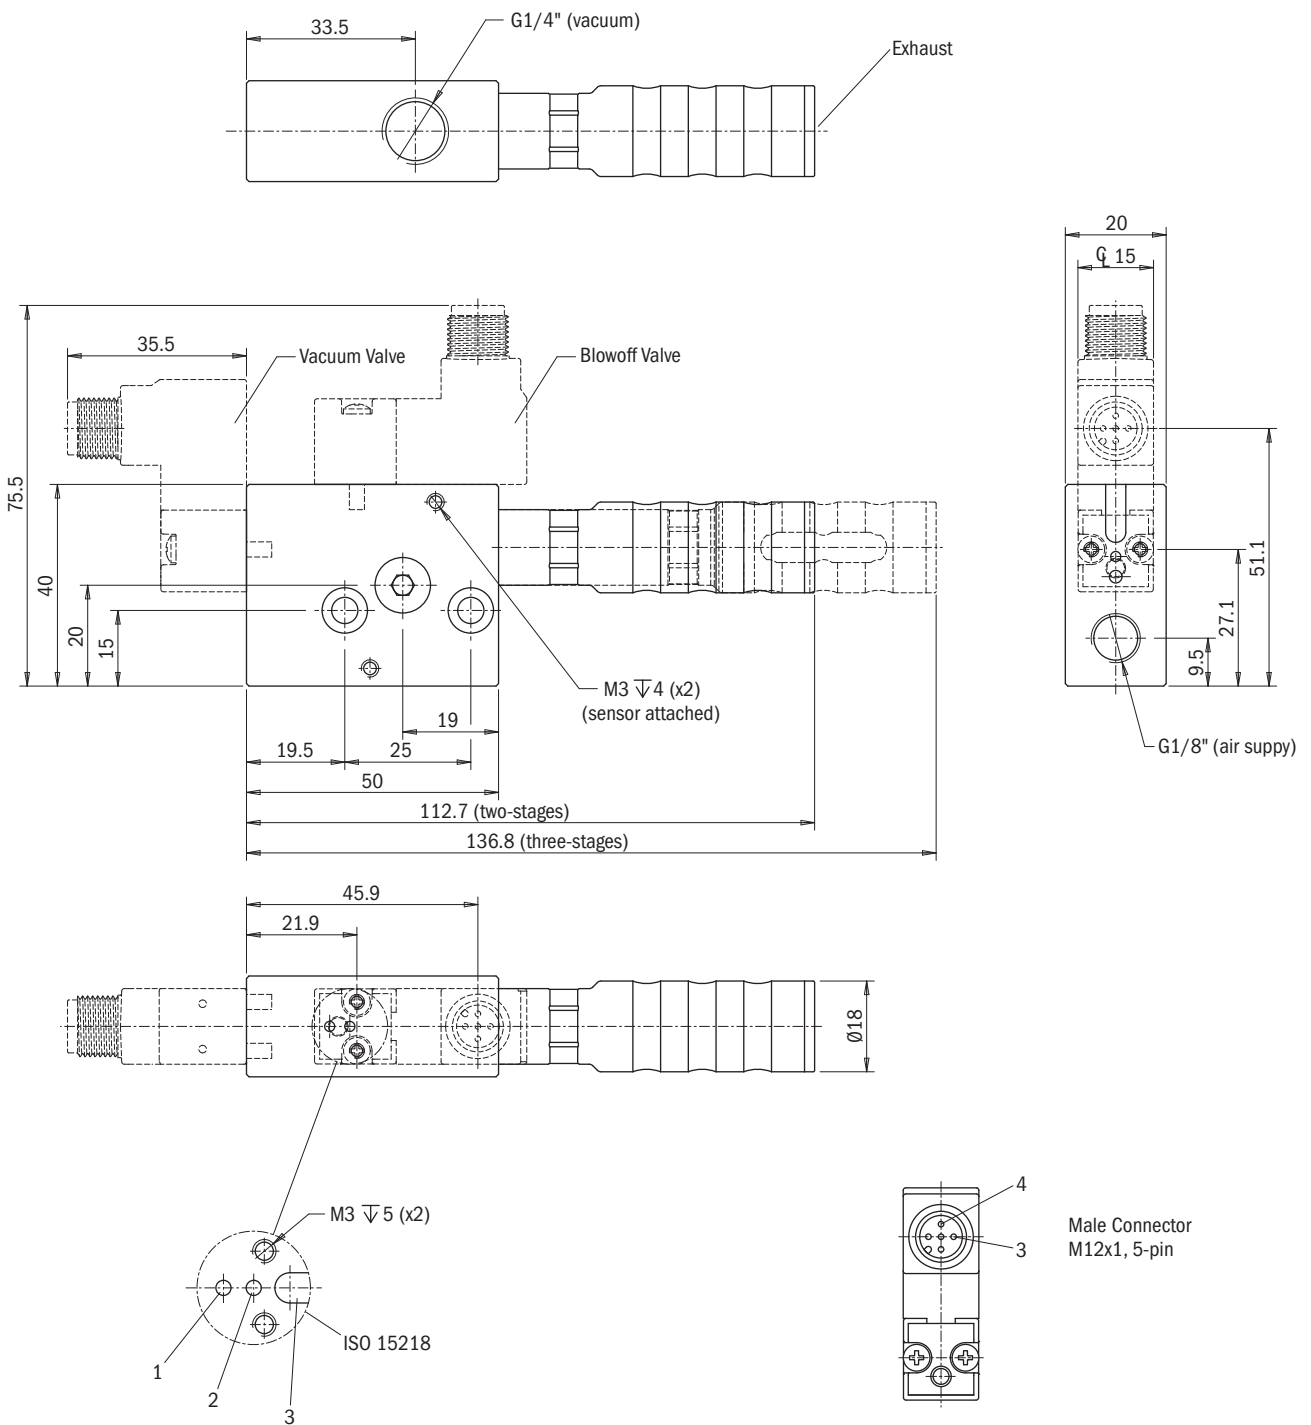 33.5
G1/4" (vacuum)
Exhaust
20
℄ 15
35.5
Vacuum Valve
Blowoff Valve
75.5
40
20
15
51.1
27.1
9.5
M3 ↧ 4 (x2)
(sensor attached)
19
G1/8" (air suppy)
19.5
25
50
112.7 (two-stages)
136.8 (three-stages)
45.9
21.9
Ø18
M3 ↧ 5 (x2)
4
Male Connector
3
M12x1, 5-pin
ISO 15218
1
2
3